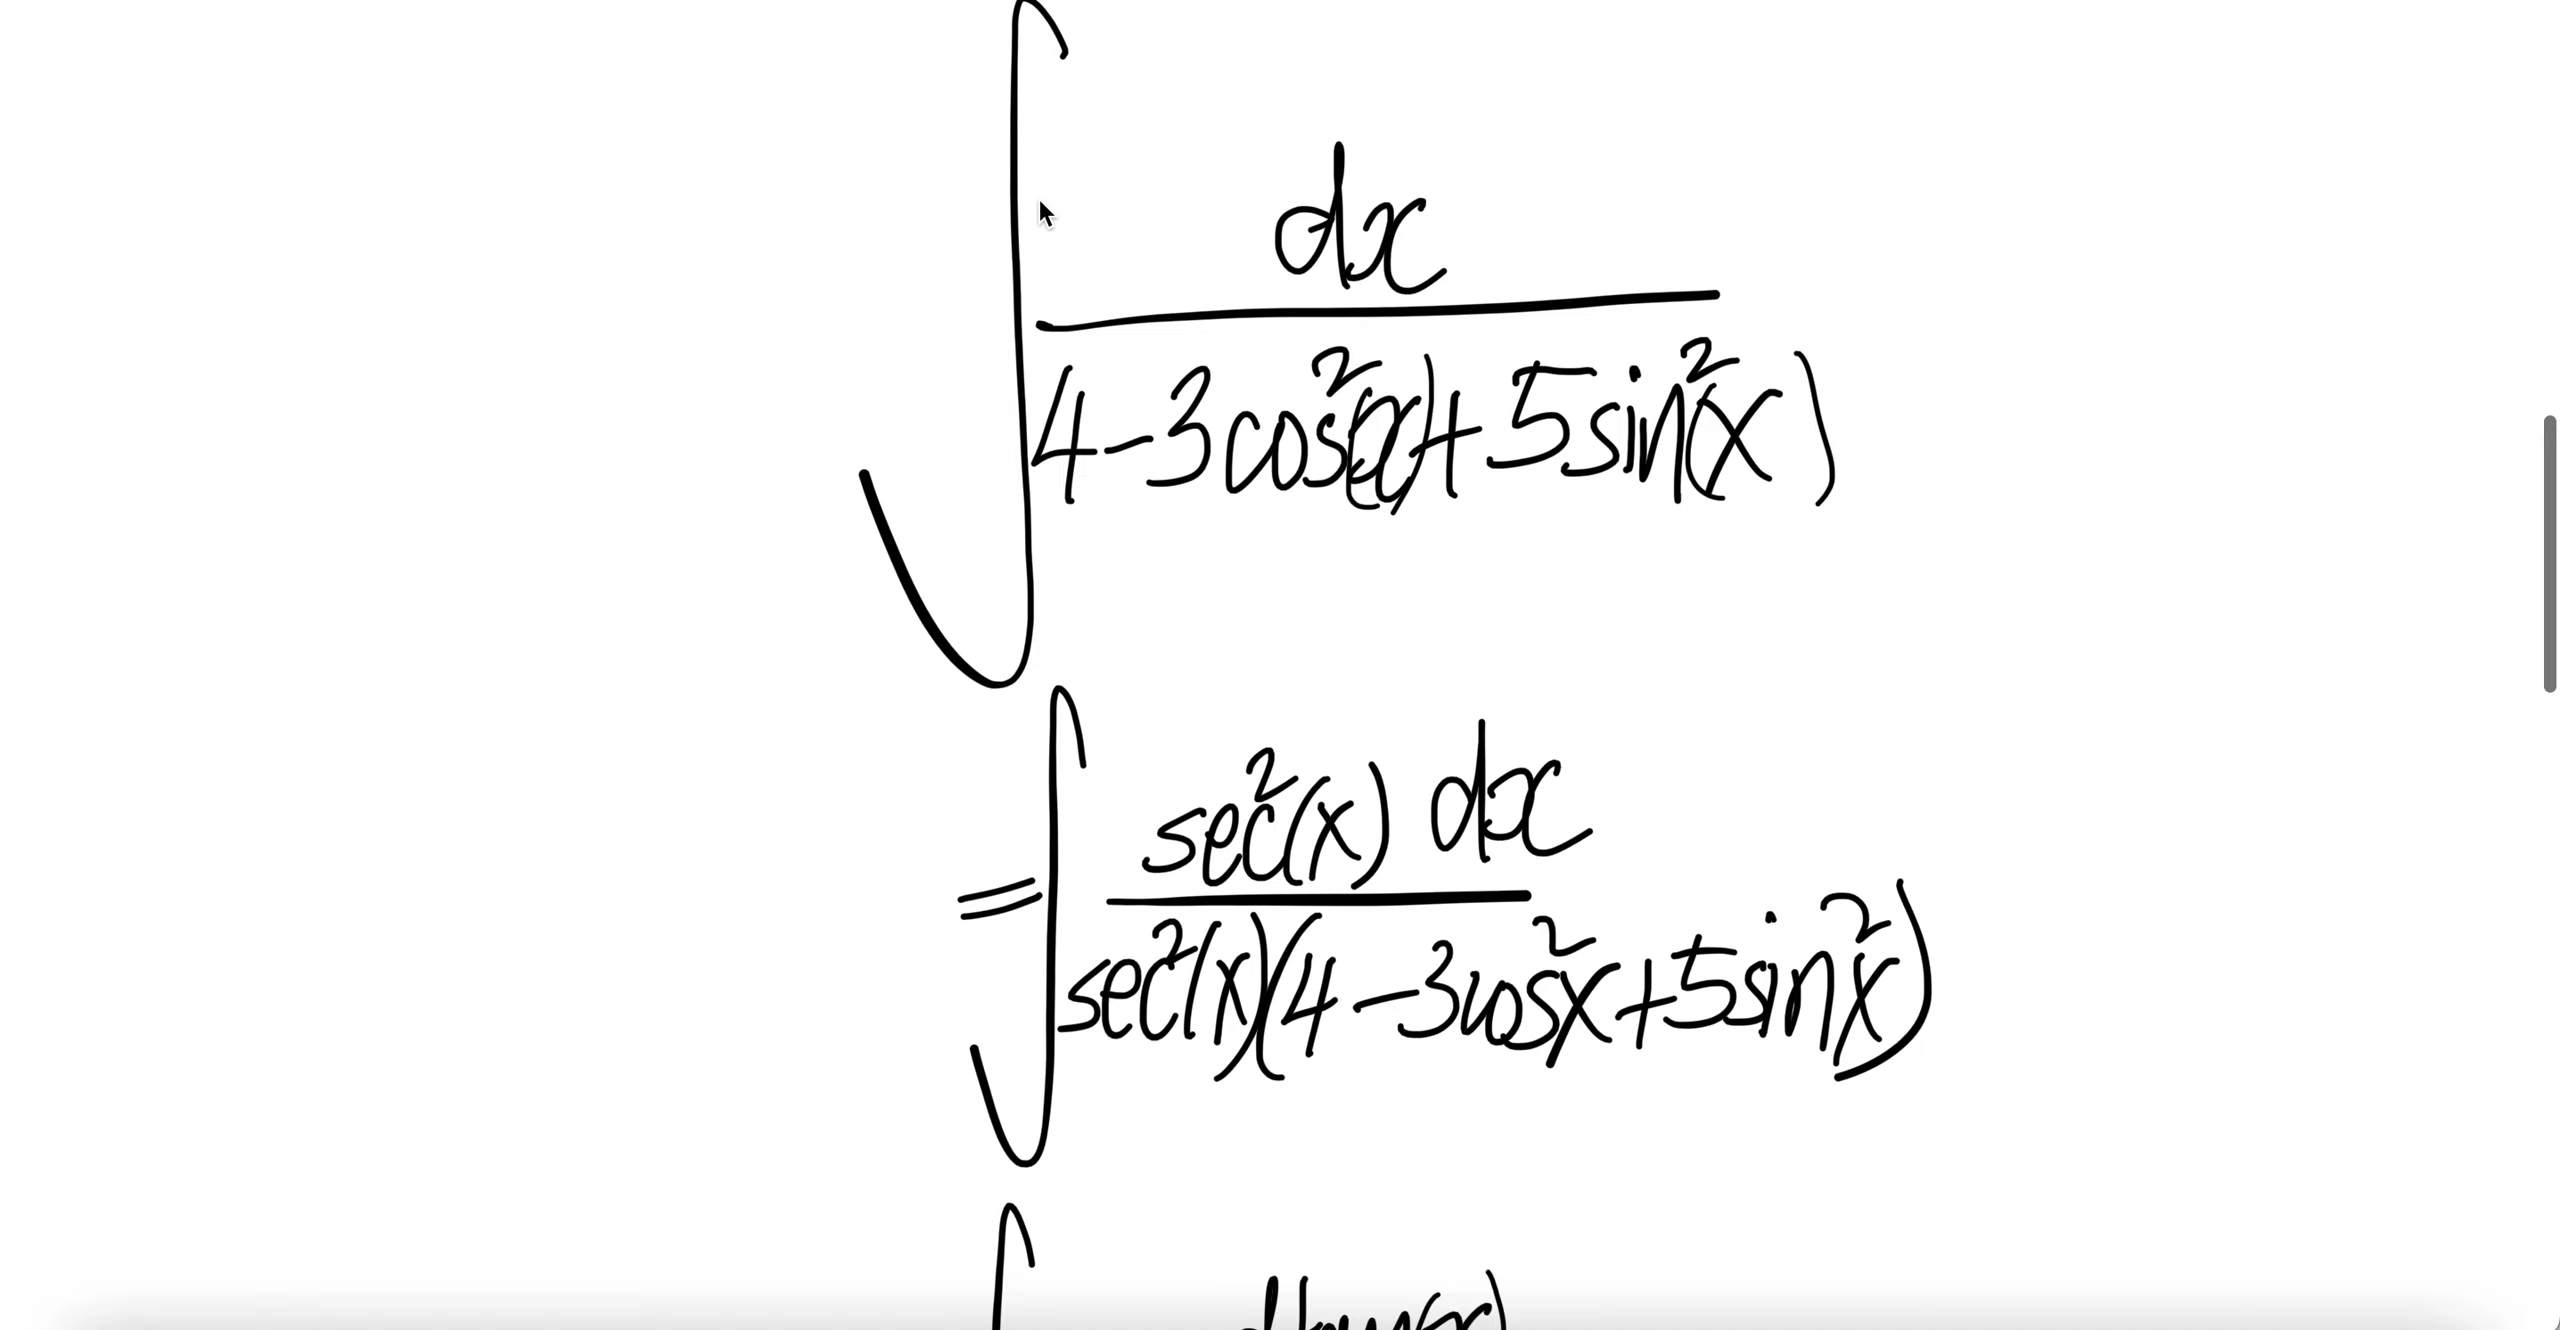 ∫ dx / (4-3cos²(x)+5sin²(x))
= ∫ sec²(x) dx / (sec²(x)(4-3cos²x+5sin²x))
∫